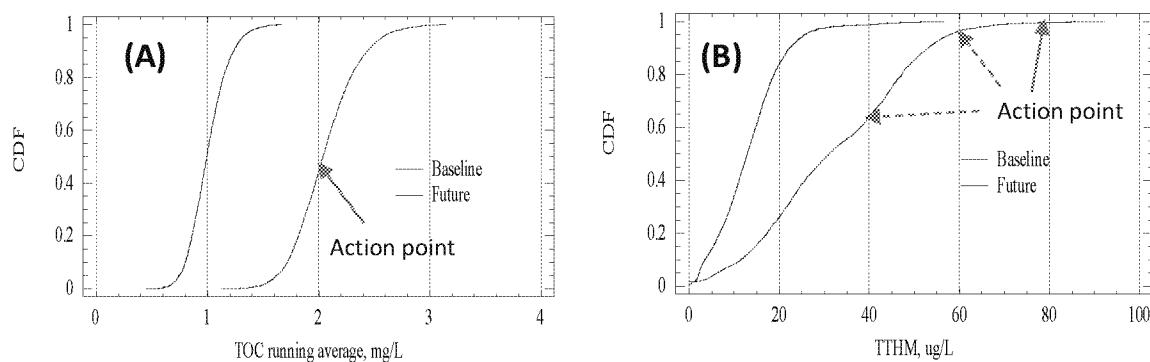 (A)
1
0.8
0.6
0.4
0.2
0
CDF
Baseline
Future
Action point
0 1 2 3 4
TOC running average, mg/L
(B)
1
0.8
0.6
0.4
0.2
0
CDF
Action point
Baseline
Future
0 20 40 60 80 100
TTHM, ug/L